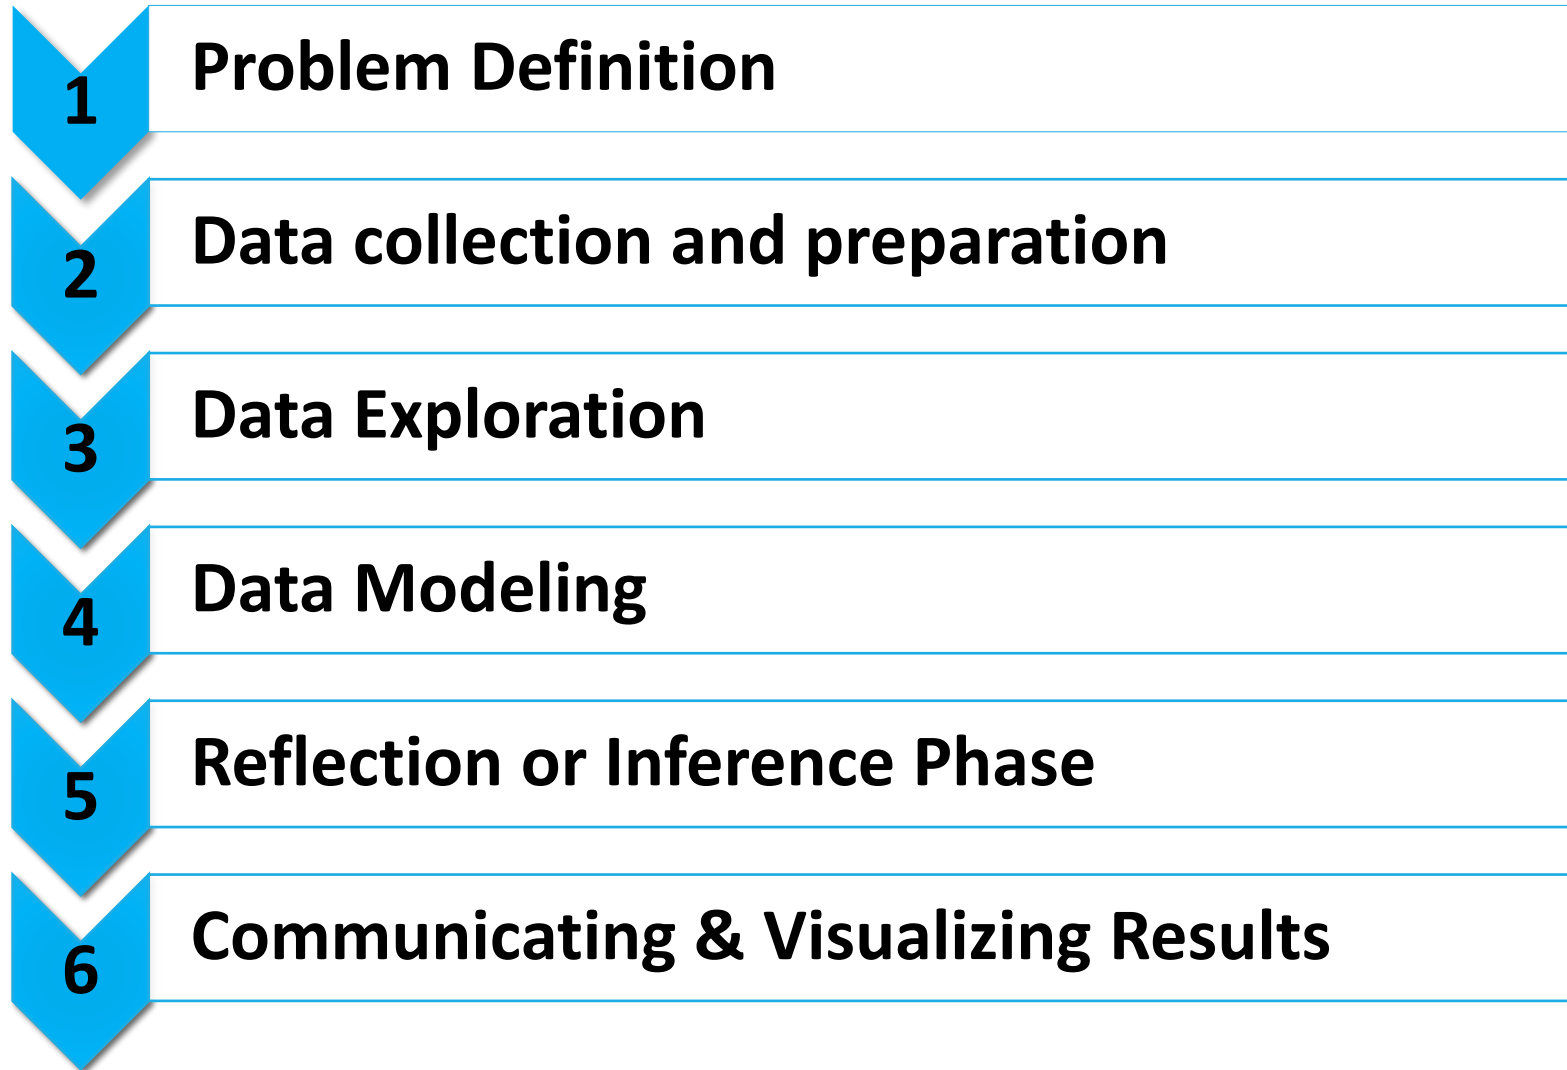 1
Problem Definition
2
Data collection and preparation
3
Data Exploration
4
Data Modeling
5
Reflection or Inference Phase
6
Communicating & Visualizing Results